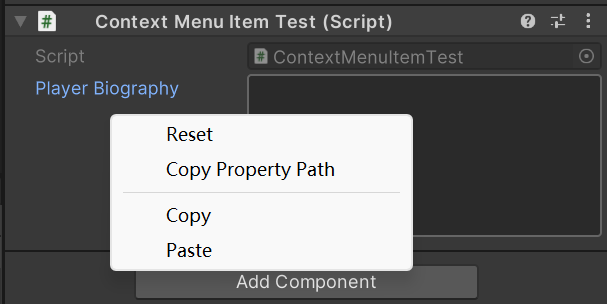 # Context Menu Item Test (Script)
Script # ContextMenuItemTest
Player Biography
Reset
Copy Property Path
Copy
Paste
Add Component